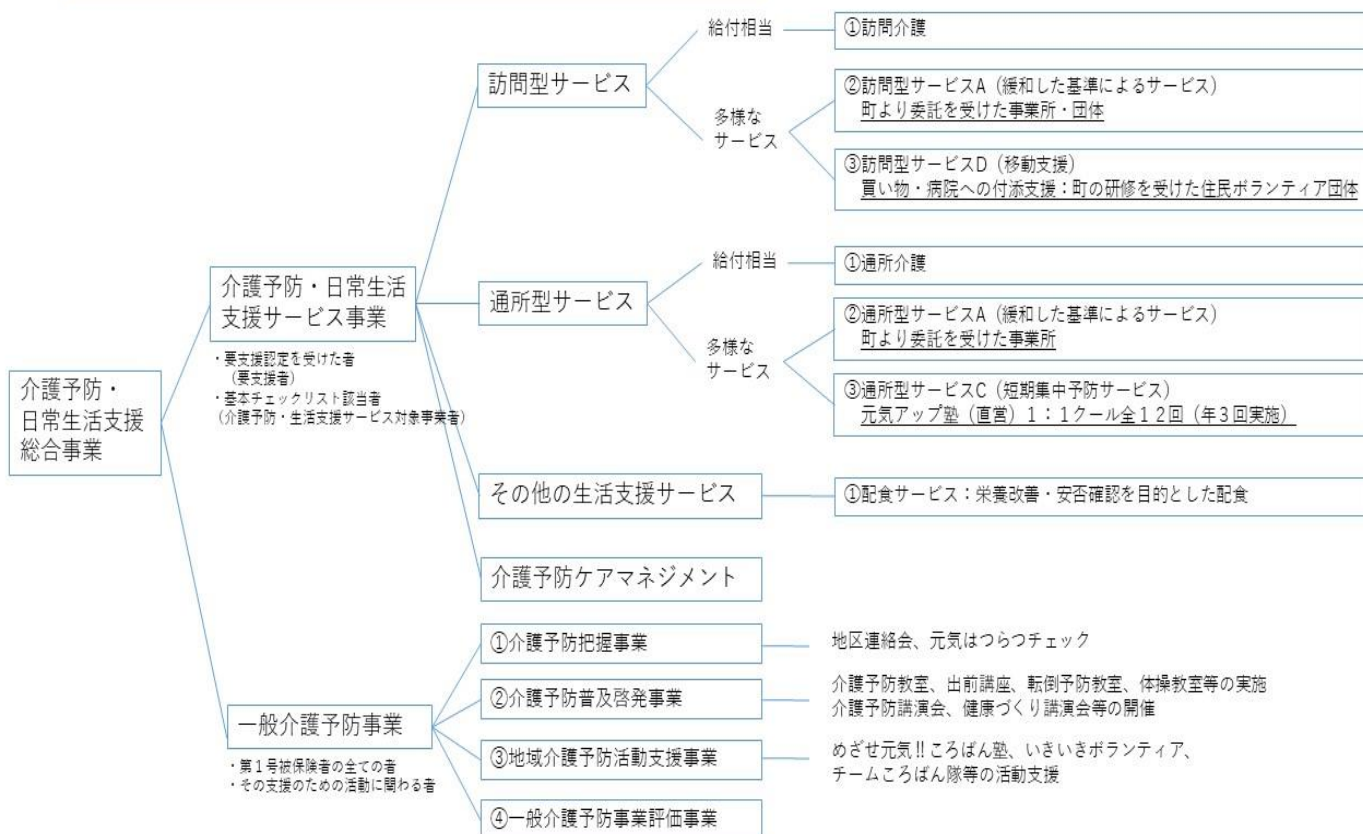 介護予防・
日常生活支援
総合事業
介護予防・日常生活
支援サービス事業
・要支援認定を受けた者
（要支援者）
・基本チェックリスト該当者
（介護予防・生活支援サービス対象事業者）
訪問型サービス
給付相当
①訪問介護
多様な
サービス
②訪問型サービスA（緩和した基準によるサービス）
町より委託を受けた事業所・団体
③訪問型サービスD（移動支援）
買い物・病院への付添支援：町の研修を受けた住民ボランティア団体
通所型サービス
給付相当
①通所介護
多様な
サービス
②通所型サービスA（緩和した基準によるサービス）
町より委託を受けた事業所
③通所型サービスC（短期集中予防サービス）
元気アップ塾（直営）１：１クール全１２回（年３回実施）
その他の生活支援サービス
①配食サービス：栄養改善・安否確認を目的とした配食
介護予防ケアマネジメント
一般介護予防事業
・第１号被保険者の全ての者
・その支援のための活動に関わる者
①介護予防把握事業
地区連絡会、元気はつらつチェック
②介護予防普及啓発事業
介護予防教室、出前講座、転倒予防教室、体操教室等の実施
介護予防講演会、健康づくり講演会等の開催
③地域介護予防活動支援事業
めざせ元気‼ころばん塾、いきいきボランティア、
チームころばん隊等の活動支援
④一般介護予防事業評価事業